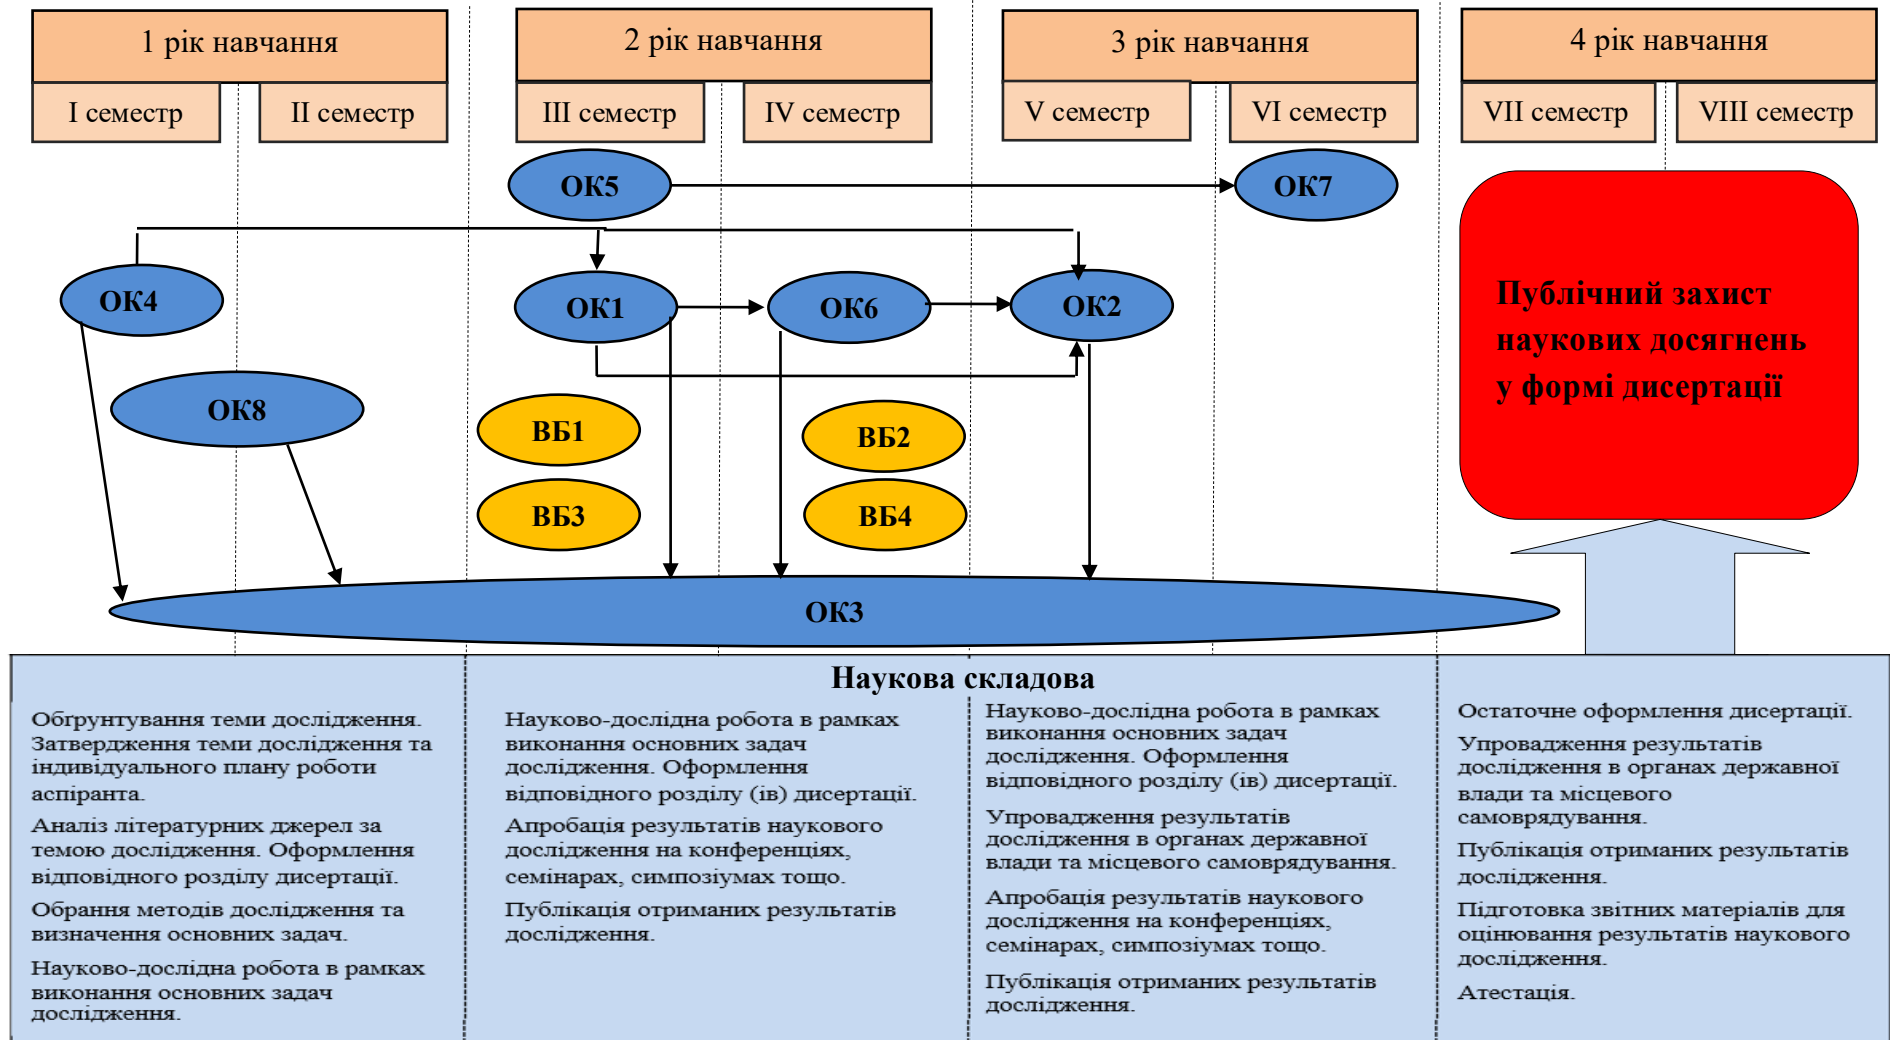 1 рік навчання
2 рік навчання
3 рік навчання
4 рік навчання
I семестр
II семестр
III семестр
IV семестр
V семестр
VI семестр
VII семестр
VIII семестр
ОК5
ОК7
ОК4
ОК1
ОК6
ОК2
ОК8
ВБ1
ВБ2
ВБ3
ВБ4
ОК3
Публічний захист
наукових досягнень
у формі дисертації
Наукова складова
Обґрунтування теми дослідження.
Затвердження теми дослідження та
індивідуального плану роботи
аспіранта.
Аналіз літературних джерел за
темою дослідження. Оформлення
відповідного розділу дисертації.
Обрання методів дослідження та
визначення основних задач.
Науково-дослідна робота в рамках
виконання основних задач
дослідження.
Науково-дослідна робота в рамках
виконання основних задач
дослідження. Оформлення
відповідного розділу (ів) дисертації.
Апробація результатів наукового
дослідження на конференціях,
семінарах, симпозіумах тощо.
Публікація отриманих результатів
дослідження.
Науково-дослідна робота в рамках
виконання основних задач
дослідження. Оформлення
відповідного розділу (ів) дисертації.
Упровадження результатів
дослідження в органах державної
влади та місцевого самоврядування.
Апробація результатів наукового
дослідження на конференціях,
семінарах, симпозіумах тощо.
Публікація отриманих результатів
дослідження.
Остаточне оформлення дисертації.
Упровадження результатів
дослідження в органах державної
влади та місцевого
самоврядування.
Публікація отриманих результатів
дослідження.
Підготовка звітних матеріалів для
оцінювання результатів наукового
дослідження.
Атестація.